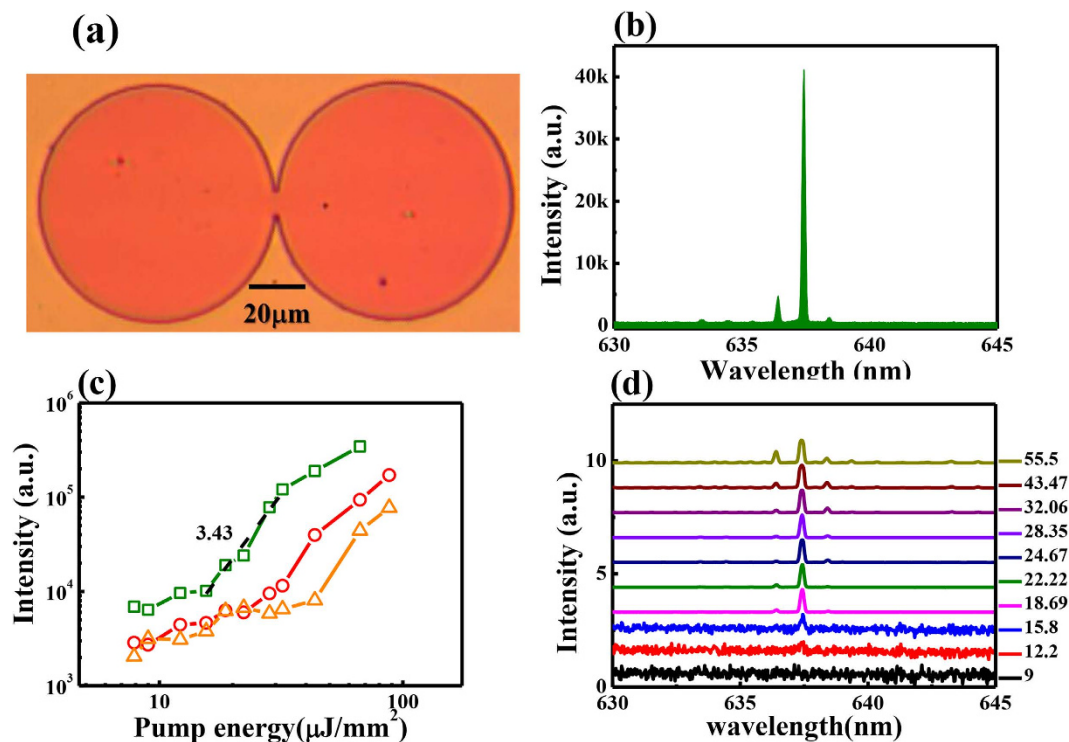 (a)
20μm
(b)
Intensity (a.u.)
40k
30k
20k
10k
0
630
635
640
645
Wavelength (nm)
(c)
Intensity (a.u.)
10^6
10^5
10^4
10^3
3.43
10
100
Pump energy(μJ/mm^2)
(d)
Intensity (a.u.)
10
5
0
55.5
43.47
32.06
28.35
24.67
22.22
18.69
15.8
12.2
9
630
635
640
645
wavelength(nm)